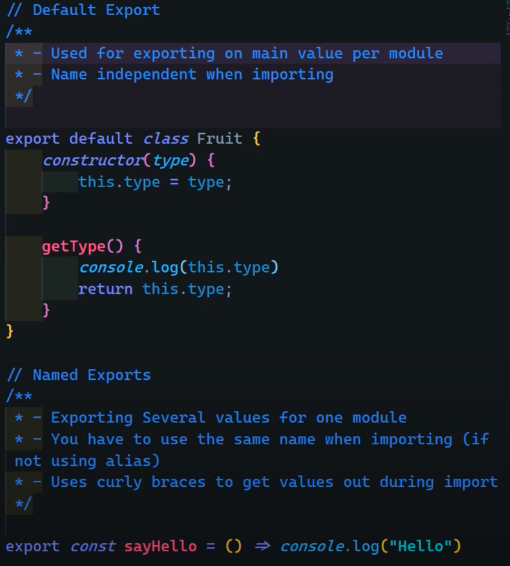 // Default Export
/**
* - Used for exporting on main value per module
* - Name independent when importing
*/
export default class Fruit {
constructor(type) {
this.type = type;
}
getType() {
console.log(this.type)
return this.type;
}
}
// Named Exports
/**
* - Exporting Several values for one module
* - You have to use the same name when importing (if
not using alias)
* - Uses curly braces to get values out during import
*/
export const sayHello = () => console.log("Hello")